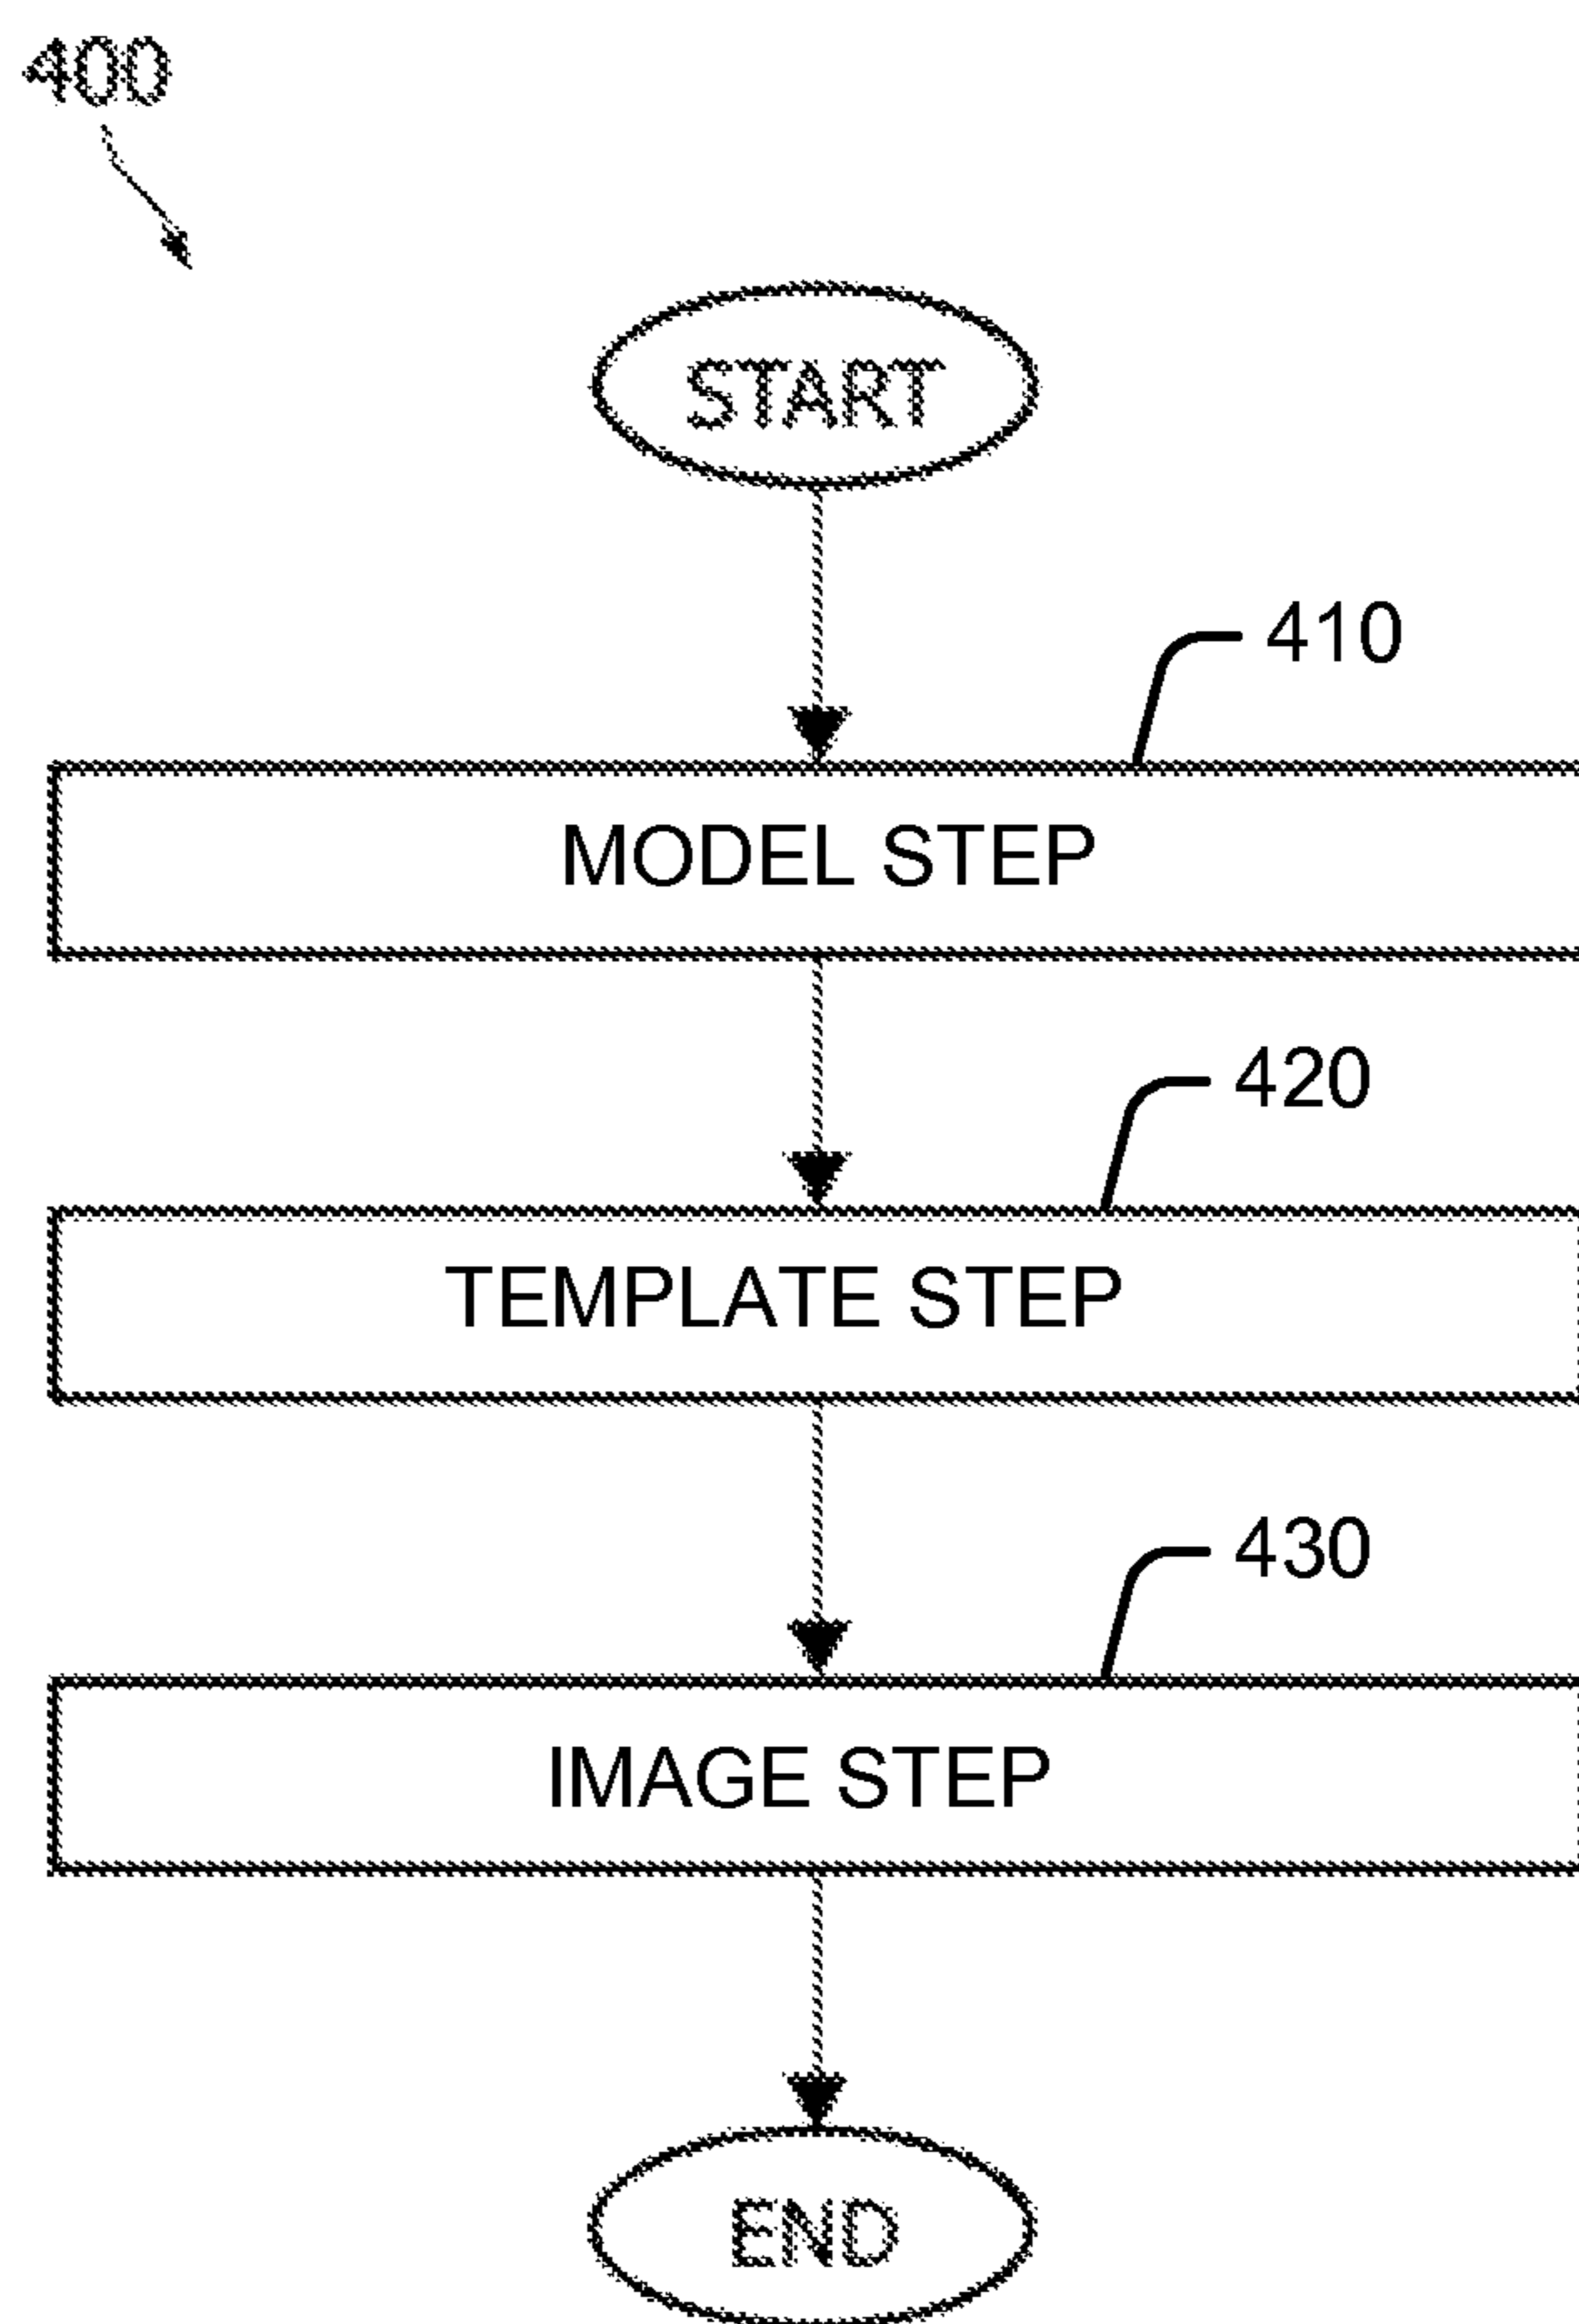 400
START
410
MODEL STEP
420
TEMPLATE STEP
430
IMAGE STEP
END